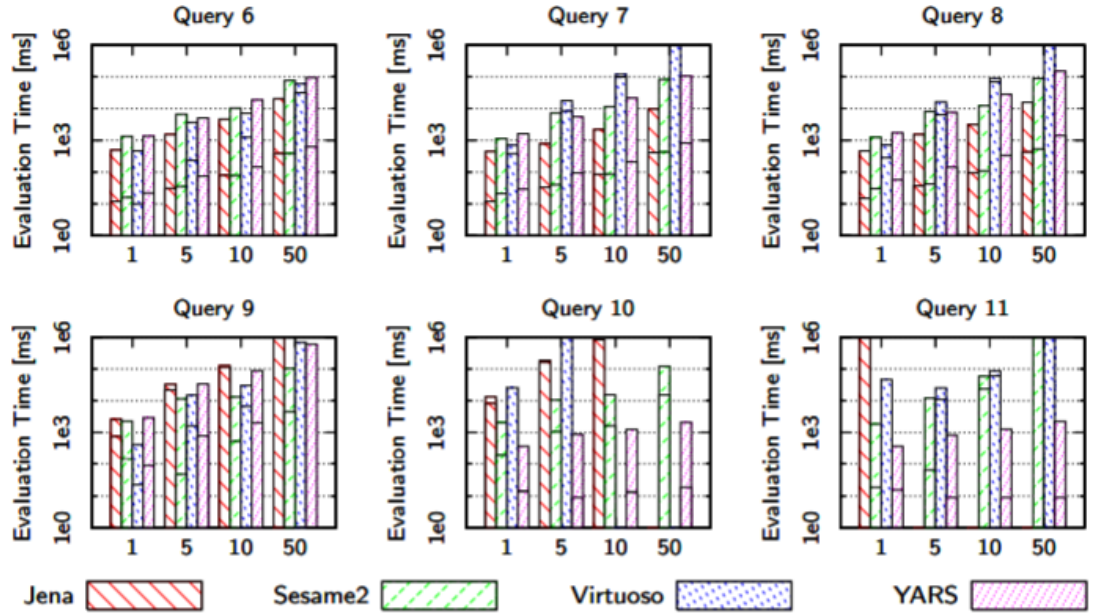 Query 6
Query 7
Query 8
Evaluation Time [ms]
1e6
1e3
1e0
1 5 10 50
Evaluation Time [ms]
1e6
1e3
1e0
1 5 10 50
Evaluation Time [ms]
1e6
1e3
1e0
1 5 10 50
Query 9
Query 10
Query 11
Evaluation Time [ms]
1e6
1e3
1e0
1 5 10 50
Evaluation Time [ms]
1e6
1e3
1e0
1 5 10 50
Evaluation Time [ms]
1e6
1e3
1e0
1 5 10 50
Jena Sesame2 Virtuoso YARS